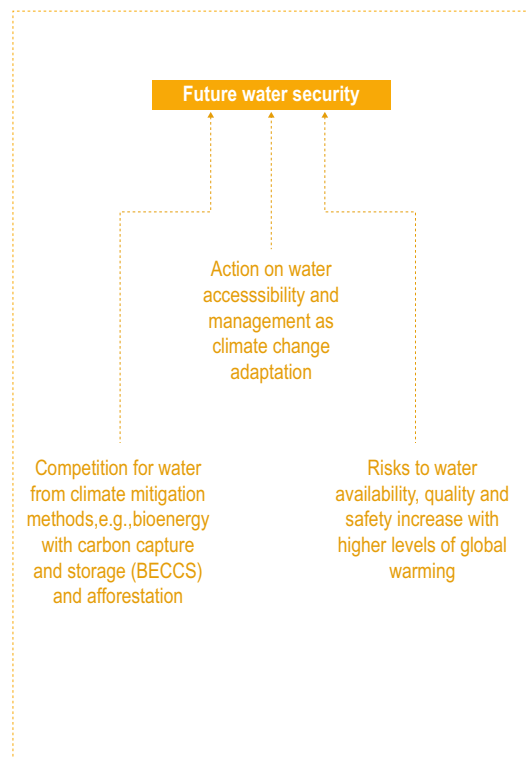 Future water security
Action on water
accesssibility and
management as
climate change
adaptation
Competition for water
from climate mitigation
methods,e.g.,bioenergy
with carbon capture
and storage (BECCS)
and afforestation
Risks to water
availability, quality and
safety increase with
higher levels of global
warming